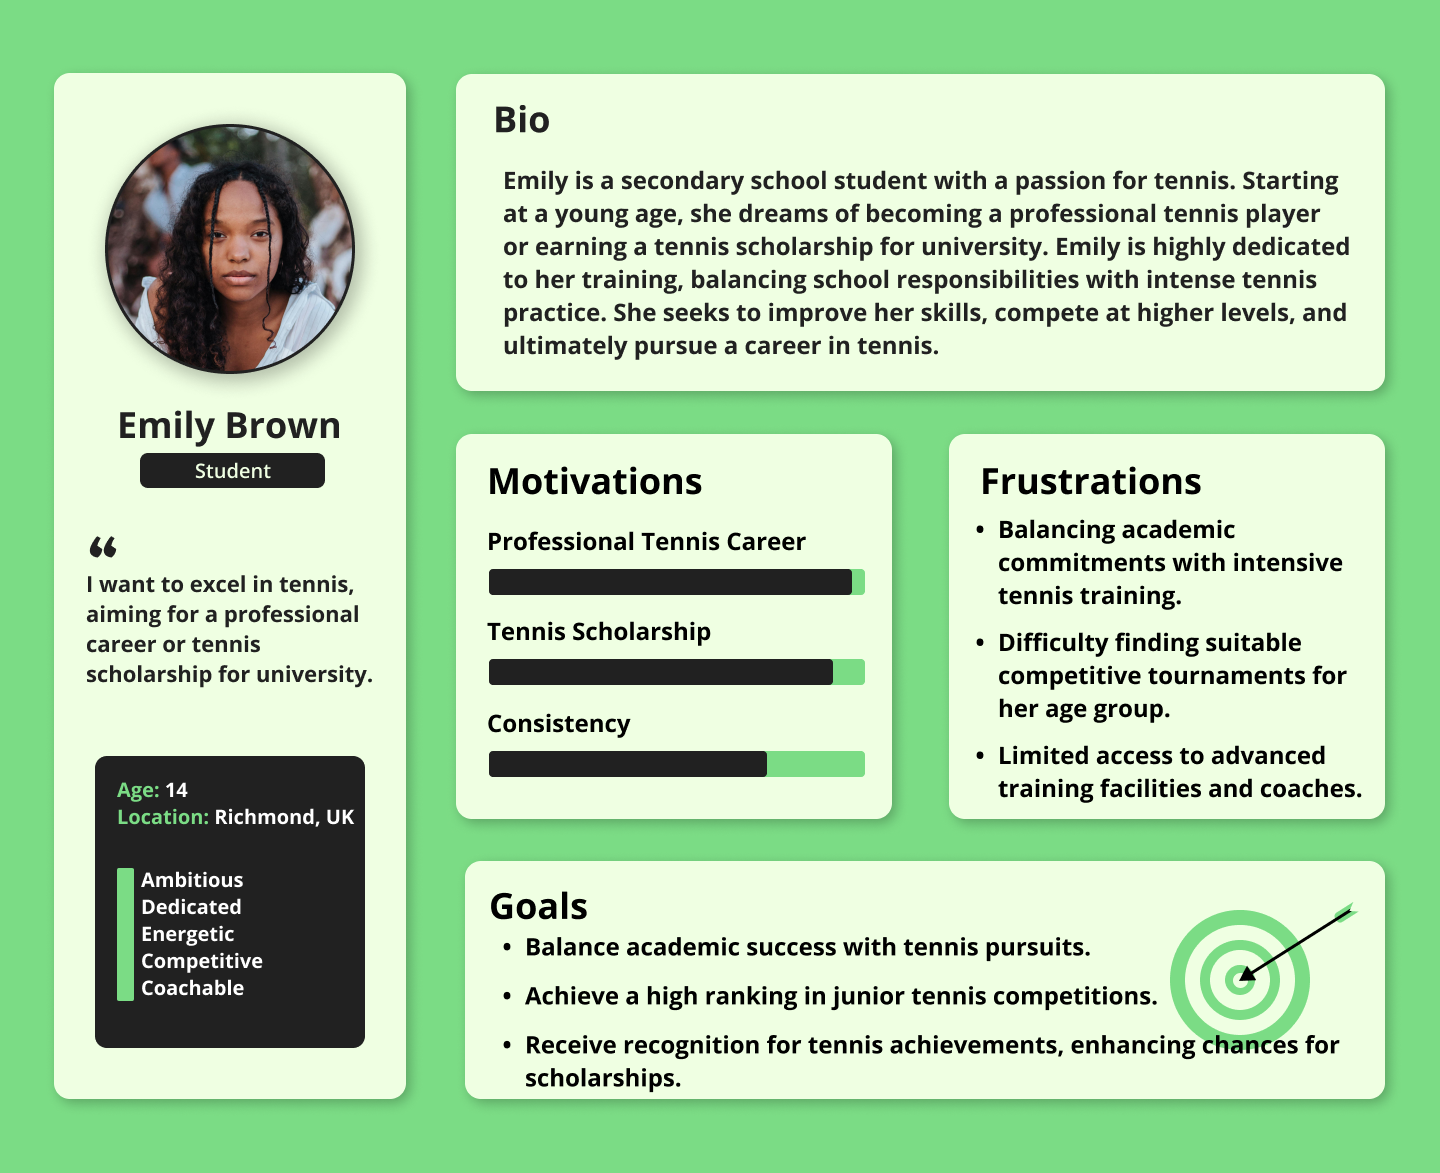 Emily Brown
Student
“
I want to excel in tennis,
aiming for a professional
career or tennis
scholarship for university.
Age: 14
Location: Richmond, UK
Ambitious
Dedicated
Energetic
Competitive
Coachable
Bio
Emily is a secondary school student with a passion for tennis. Starting
at a young age, she dreams of becoming a professional tennis player
or earning a tennis scholarship for university. Emily is highly dedicated
to her training, balancing school responsibilities with intense tennis
practice. She seeks to improve her skills, compete at higher levels, and
ultimately pursue a career in tennis.
Motivations
Professional Tennis Career
Tennis Scholarship
Consistency
Frustrations
• Balancing academic
commitments with intensive
tennis training.
• Difficulty finding suitable
competitive tournaments for
her age group.
• Limited access to advanced
training facilities and coaches.
Goals
• Balance academic success with tennis pursuits.
• Achieve a high ranking in junior tennis competitions.
• Receive recognition for tennis achievements, enhancing chances for
scholarships.